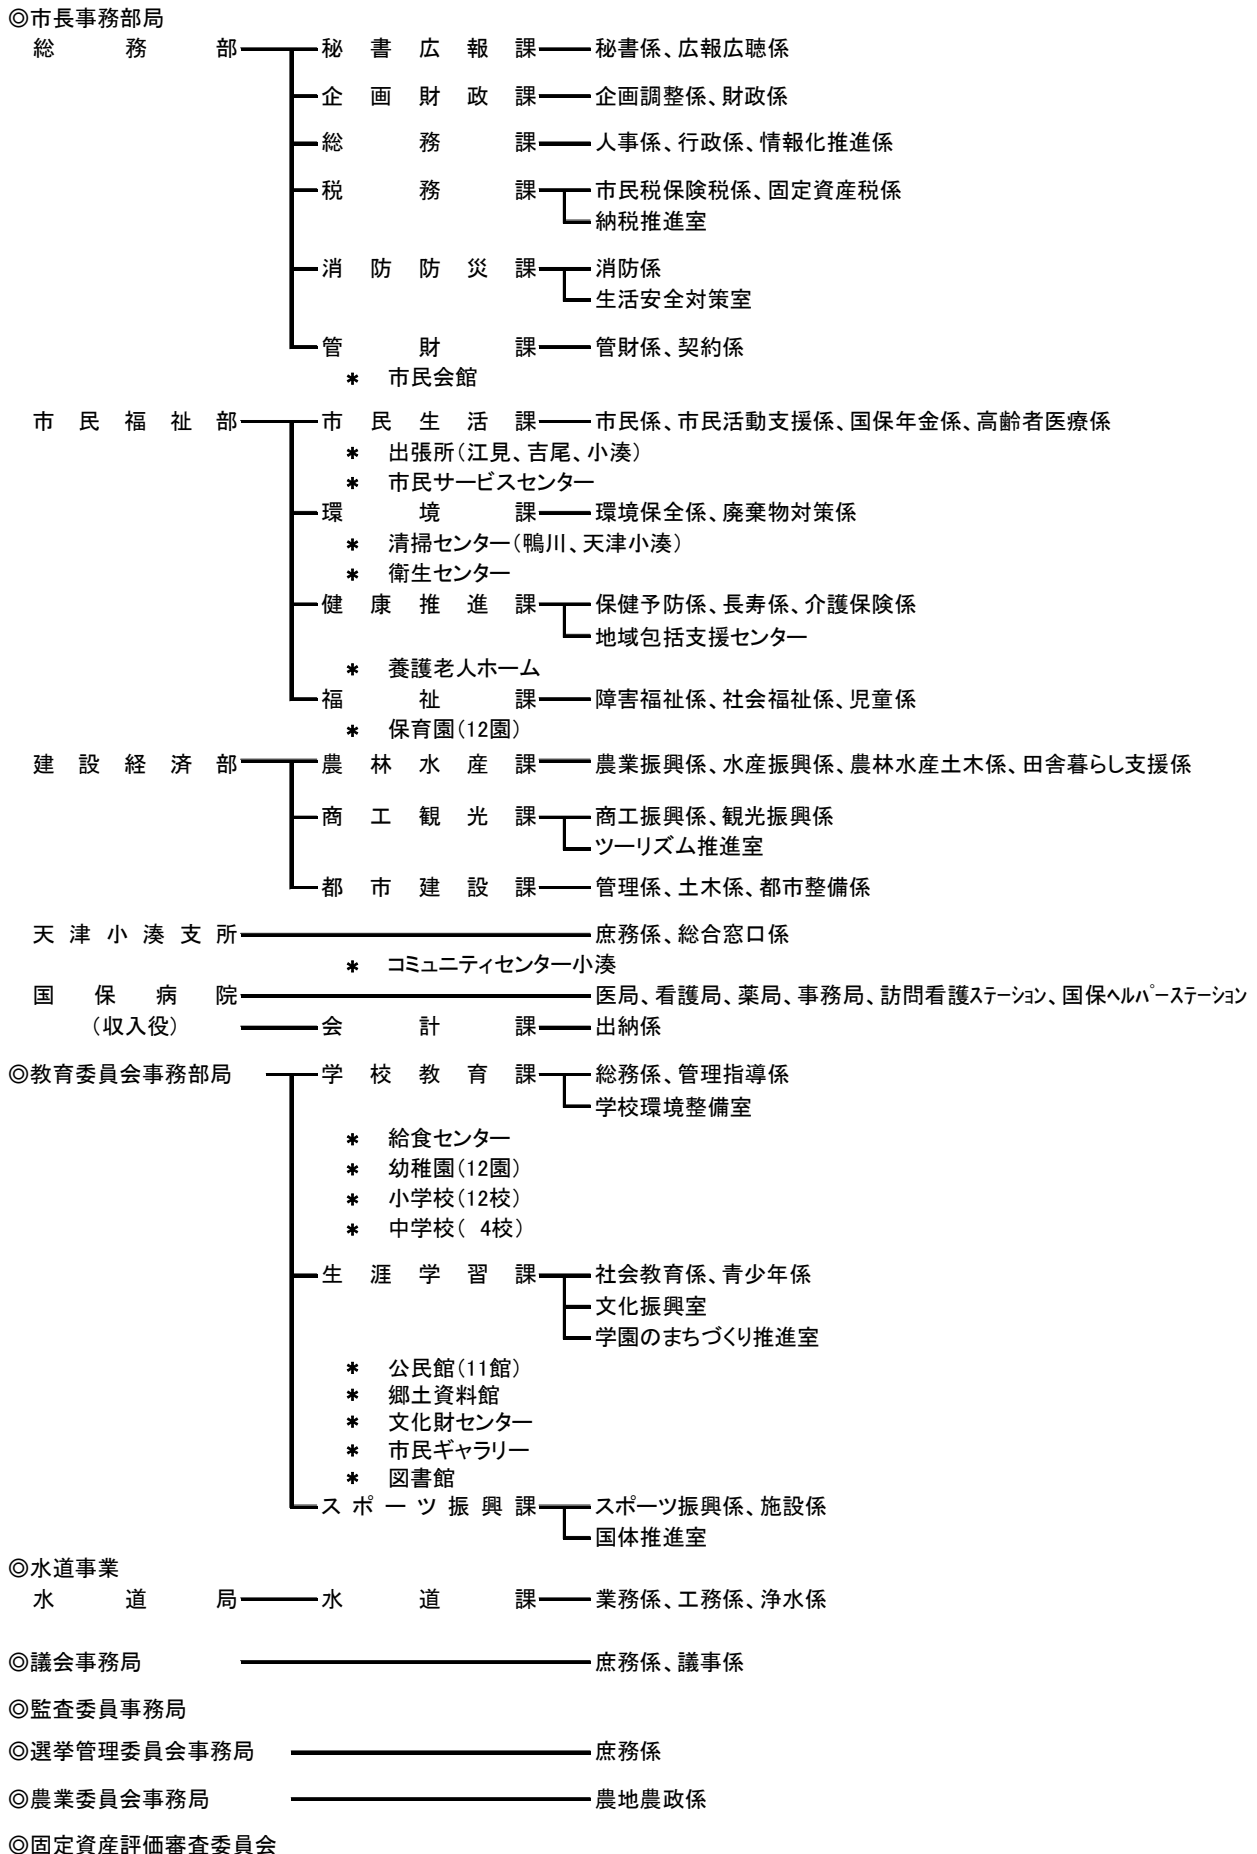 ◎市長事務部局
総務部 秘書広報課 秘書係、広報広聴係
企画財政課 企画調整係、財政係
総務課 人事係、行政係、情報化推進係
税務課 市民税保険税係、固定資産税係
納税推進室
消防防災課 消防係
生活安全対策室
管財課 管財係、契約係
＊ 市民会館
市民福祉部 市民生活課 市民係、市民活動支援係、国保年金係、高齢者医療係
＊ 出張所（江見、吉尾、小湊）
＊ 市民サービスセンター
環境課 環境保全係、廃棄物対策係
＊ 清掃センター（鴨川、天津小湊）
＊ 衛生センター
健康推進課 保健予防係、長寿係、介護保険係
地域包括支援センター
＊ 養護老人ホーム
福祉課 障害福祉係、社会福祉係、児童係
＊ 保育園（12園）
建設経済部 農林水産課 農業振興係、水産振興係、農林水産土木係、田舎暮らし支援係
商工観光課 商工振興係、観光振興係
ツーリズム推進室
都市建設課 管理係、土木係、都市整備係
天津小湊支所 庶務係、総合窓口係
＊ コミュニティセンター小湊
国保病院 医局、看護局、薬局、事務局、訪問看護ステーション、国保ヘルパーステーション
（収入役） 会計課 出納係
◎教育委員会事務部局 学校教育課 総務係、管理指導係
学校環境整備室
＊ 給食センター
＊ 幼稚園（12園）
＊ 小学校（12校）
＊ 中学校（ 4校）
生涯学習課 社会教育係、青少年係
文化振興室
学園のまちづくり推進室
＊ 公民館（11館）
＊ 郷土資料館
＊ 文化財センター
＊ 市民ギャラリー
＊ 図書館
スポーツ振興課 スポーツ振興係、施設係
国体推進室
◎水道事業
水道局 水道課 業務係、工務係、浄水係
◎議会事務局 庶務係、議事係
◎監査委員事務局
◎選挙管理委員会事務局 庶務係
◎農業委員会事務局 農地農政係
◎固定資産評価審査委員会